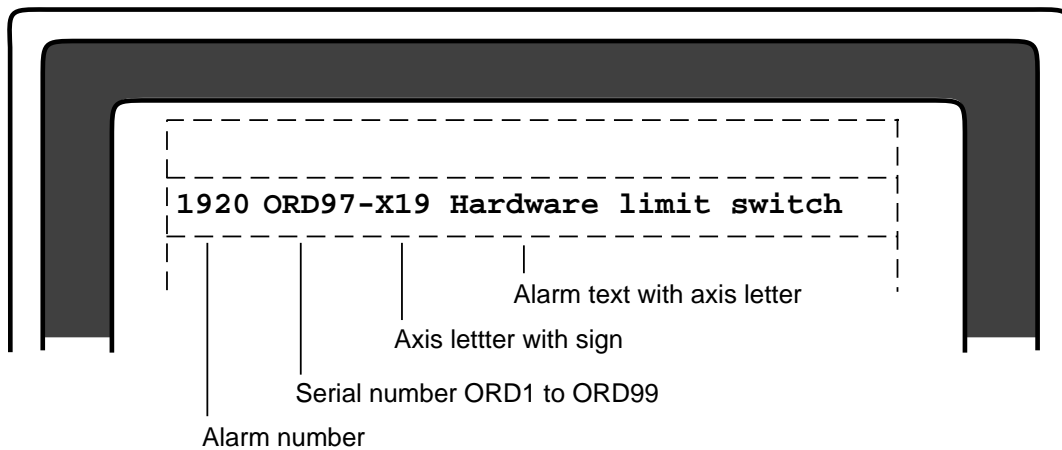 1920 ORD97-X19 Hardware limit switch
Alarm text with axis letter
Axis lettter with sign
Serial number ORD1 to ORD99
Alarm number